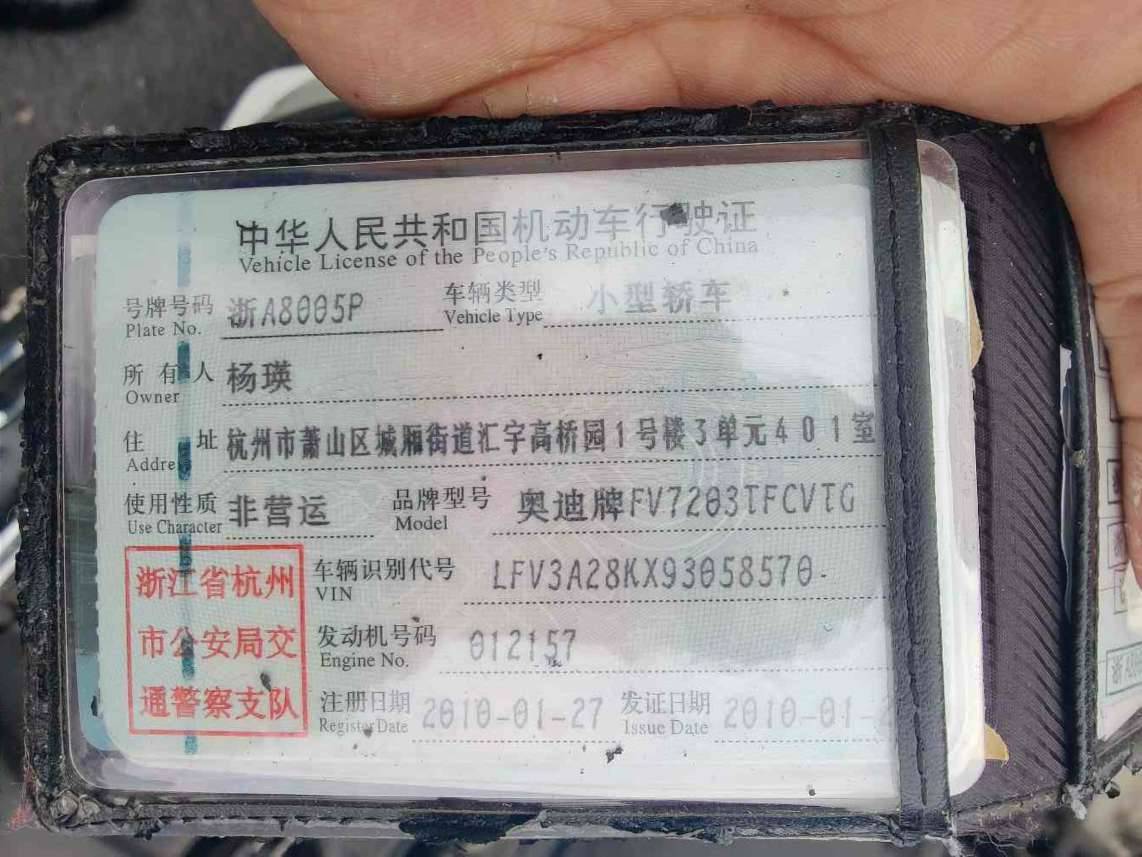 中华人民共和国机动车行驶证
Vehicle License of the People's Republic of China
号牌号码 浙A8005P 车辆类型 小型轿车
Plate No. Vehicle Type
所有人 杨瑛
Owner
住址 杭州市萧山区城厢街道汇宇高桥园1号楼3单元401室
Address
使用性质 非营运 品牌型号 奥迪牌FV7203TFCVTG
Use Character Model
浙江省杭州
市公安局交
通警察支队
车辆识别代号 LFV3A28KX93058570
VIN
发动机号码 012157
Engine No.
注册日期 2010-01-27 发证日期 2010-01-2
Register Date Issue Date